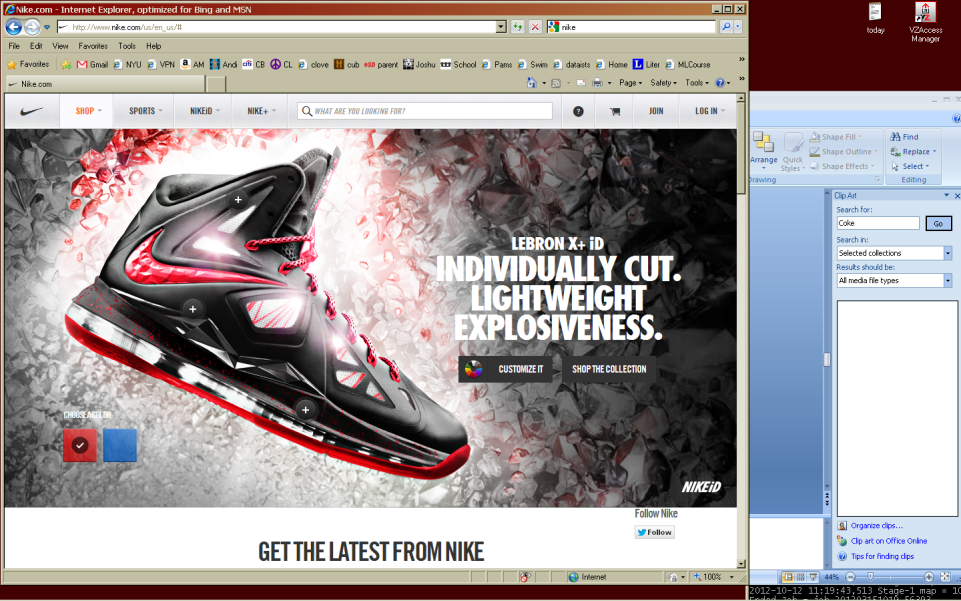 Nike.com - Internet Explorer, optimized for Bing and MSN
http://www.nike.com/us/en_us/#
nike
File Edit View Favorites Tools Help
Favorites Gmail NYU VPN AM Andi CB CL clove cub parent Joshu School Pams Swim dataists Home Liter MLCourse
Nike.com
Page Safety Tools
SHOP SPORTS NIKEiD NIKE+ WHAT ARE YOU LOOKING FOR? JOIN LOG IN
LEBRON X+ iD
INDIVIDUALLY CUT.
LIGHTWEIGHT
EXPLOSIVENESS.
CUSTOMIZE IT SHOP THE COLLECTION
CHOOSE A COLOR
NIKEiD
Follow Nike
Follow
GET THE LATEST FROM NIKE
Internet 100%
today
VZAccess
Manager
Arrange
Quick
Styles
Shape Fill
Shape Outline
Shape Effects
Find
Replace
Select
Drawing
Editing
Clip Art
Search for:
Coke
Go
Search in:
Selected collections
Results should be:
All media file types
Organize clips...
Clip art on Office Online
Tips for finding clips
44%
2012-10-12 11:19:43,513 Stage-1 map = 10